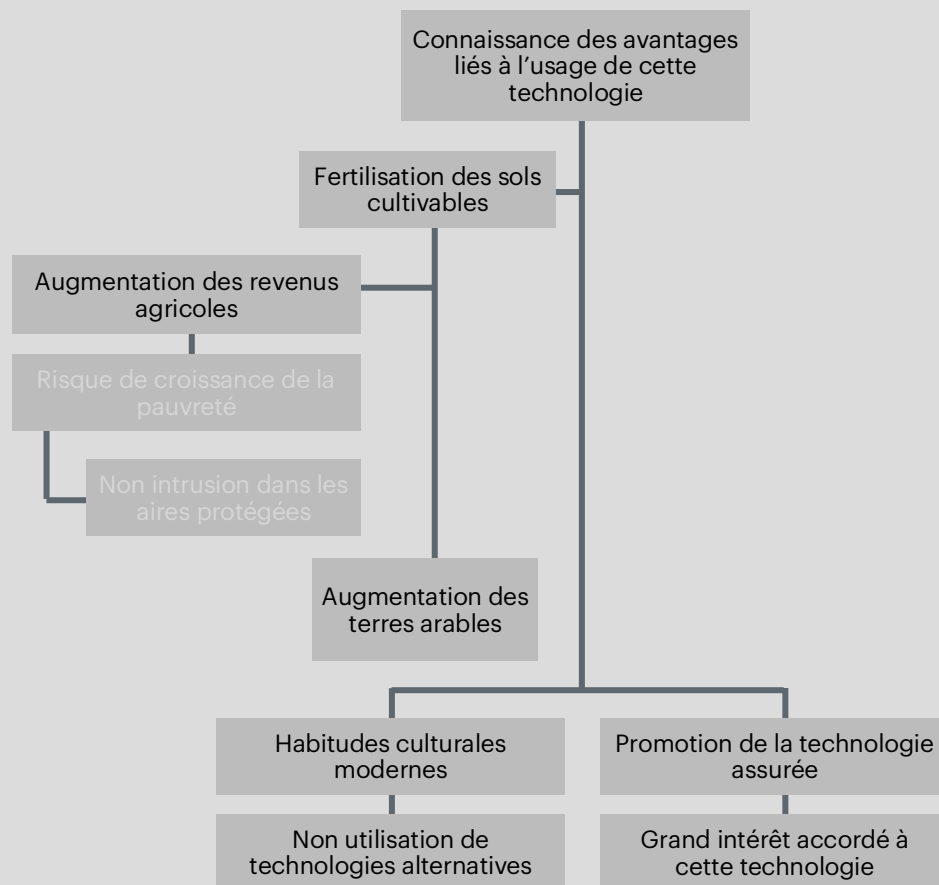 Connaissance des avantages
liés à l’usage de cette
technologie
Fertilisation des sols
cultivables
Augmentation des revenus
agricoles
Risque de croissance de la
pauvreté
Non intrusion dans les
aires protégées
Augmentation des
terres arables
Habitudes culturales
modernes
Promotion de la technologie
assurée
Non utilisation de
technologies alternatives
Grand intérêt accordé à
cette technologie